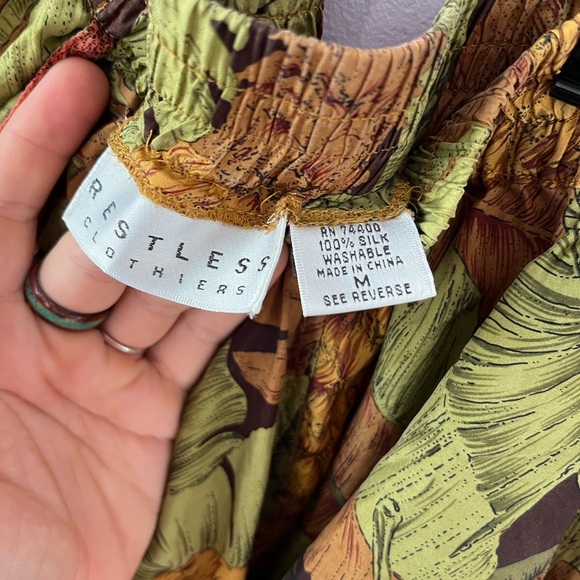 RESTLESS
CLOTHIERS
RN 74400
100% SILK
WASHABLE
MADE IN CHINA
M
SEE REVERSE